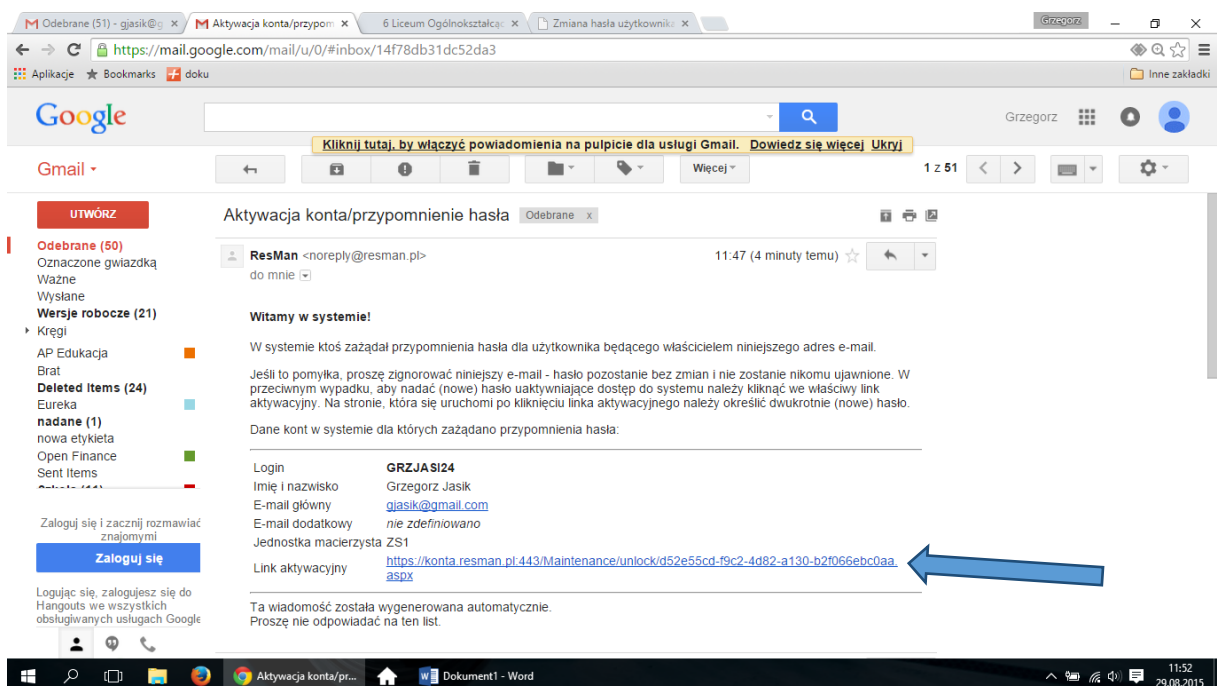 Odebrane (51) - gjasik@g
Aktywacja konta/przypom
6 Liceum Ogólnokształcąc
Zmiana hasła użytkownika
Grzegorz
https://mail.google.com/mail/u/0/#inbox/14f78db31dc52da3
Aplikacje
Bookmarks
doku
Inne zakładki
Google
Grzegorz
Kliknij tutaj, by włączyć powiadomienia na pulpicie dla usługi Gmail. Dowiedz się więcej Ukryj
Gmail
Więcej
1 z 51
UTWÓRZ
Odebrane (50)
Oznaczone gwiazdką
Ważne
Wysłane
Wersje robocze (21)
Kręgi
AP Edukacja
Brat
Deleted Items (24)
Eureka
nadane (1)
nowa etykieta
Open Finance
Sent Items
Zaloguj się i zacznij rozmawiać
znajomymi
Zaloguj się
Logując się, zalogujesz się do
Hangouts we wszystkich
obsługiwanych usługach Google
Aktywacja konta/przypomnienie hasła
Odebrane x
ResMan <noreply@resman.pl>
11:47 (4 minuty temu)
do mnie
Witamy w systemie!
W systemie ktoś zażądał przypomnienia hasła dla użytkownika będącego właścicielem niniejszego adres e-mail.
Jeśli to pomyłka, proszę zignorować niniejszy e-mail - hasło pozostanie bez zmian i nie zostanie nikomu ujawnione. W
przeciwnym wypadku, aby nadać (nowe) hasło uaktywniające dostęp do systemu należy kliknąć we właściwy link
aktywacyjny. Na stronie, która się uruchomi po kliknięciu linka aktywacyjnego należy określić dwukrotnie (nowe) hasło.
Dane kont w systemie dla których zażądano przypomnienia hasła:
Login GRZJASI24
Imię i nazwisko Grzegorz Jasik
E-mail główny gjasik@gmail.com
E-mail dodatkowy nie zdefiniowano
Jednostka macierzysta ZS1
Link aktywacyjny https://konta.resman.pl:443/Maintenance/unlock/d52e55cd-f9c2-4d82-a130-b2f066ebc0aa.
aspx
Ta wiadomość została wygenerowana automatycznie.
Proszę nie odpowiadać na ten list.
Aktywacja konta/pr...
Dokument1 - Word
11:52
29.08.2015